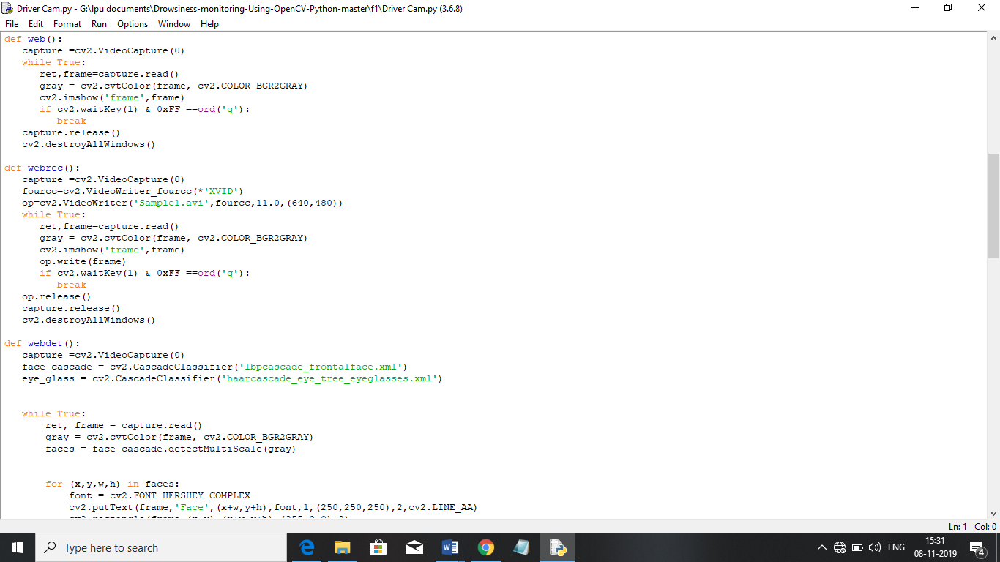 Driver Cam.py - G:\lpu documents\Drowsiness-monitoring-Using-OpenCV-Python-master\f1\Driver Cam.py (3.6.8)
File Edit Format Run Options Window Help
def web():
   capture =cv2.VideoCapture(0)
   while True:
      ret,frame=capture.read()
      gray = cv2.cvtColor(frame, cv2.COLOR_BGR2GRAY)
      cv2.imshow('frame',frame)
      if cv2.waitKey(1) & 0xFF ==ord('q'):
         break
   capture.release()
   cv2.destroyAllWindows()

def webrec():
   capture =cv2.VideoCapture(0)
   fourcc=cv2.VideoWriter_fourcc(*'XVID')
   op=cv2.VideoWriter('Sample1.avi',fourcc,11.0,(640,480))
   while True:
      ret,frame=capture.read()
      gray = cv2.cvtColor(frame, cv2.COLOR_BGR2GRAY)
      cv2.imshow('frame',frame)
      op.write(frame)
      if cv2.waitKey(1) & 0xFF ==ord('q'):
         break
   op.release()
   capture.release()
   cv2.destroyAllWindows()

def webdet():
   capture =cv2.VideoCapture(0)
   face_cascade = cv2.CascadeClassifier('lbpcascade_frontalface.xml')
   eye_glass = cv2.CascadeClassifier('haarcascade_eye_tree_eyeglasses.xml')

   while True:
       ret, frame = capture.read()
       gray = cv2.cvtColor(frame, cv2.COLOR_BGR2GRAY)
       faces = face_cascade.detectMultiScale(gray)

       for (x,y,w,h) in faces:
           font = cv2.FONT_HERSHEY_COMPLEX
           cv2.putText(frame,'Face',(x+w,y+h),font,1,(250,250,250),2,cv2.LINE_AA)
Ln: 1 Col: 0
Type here to search
ENG
15:31
08-11-2019
4